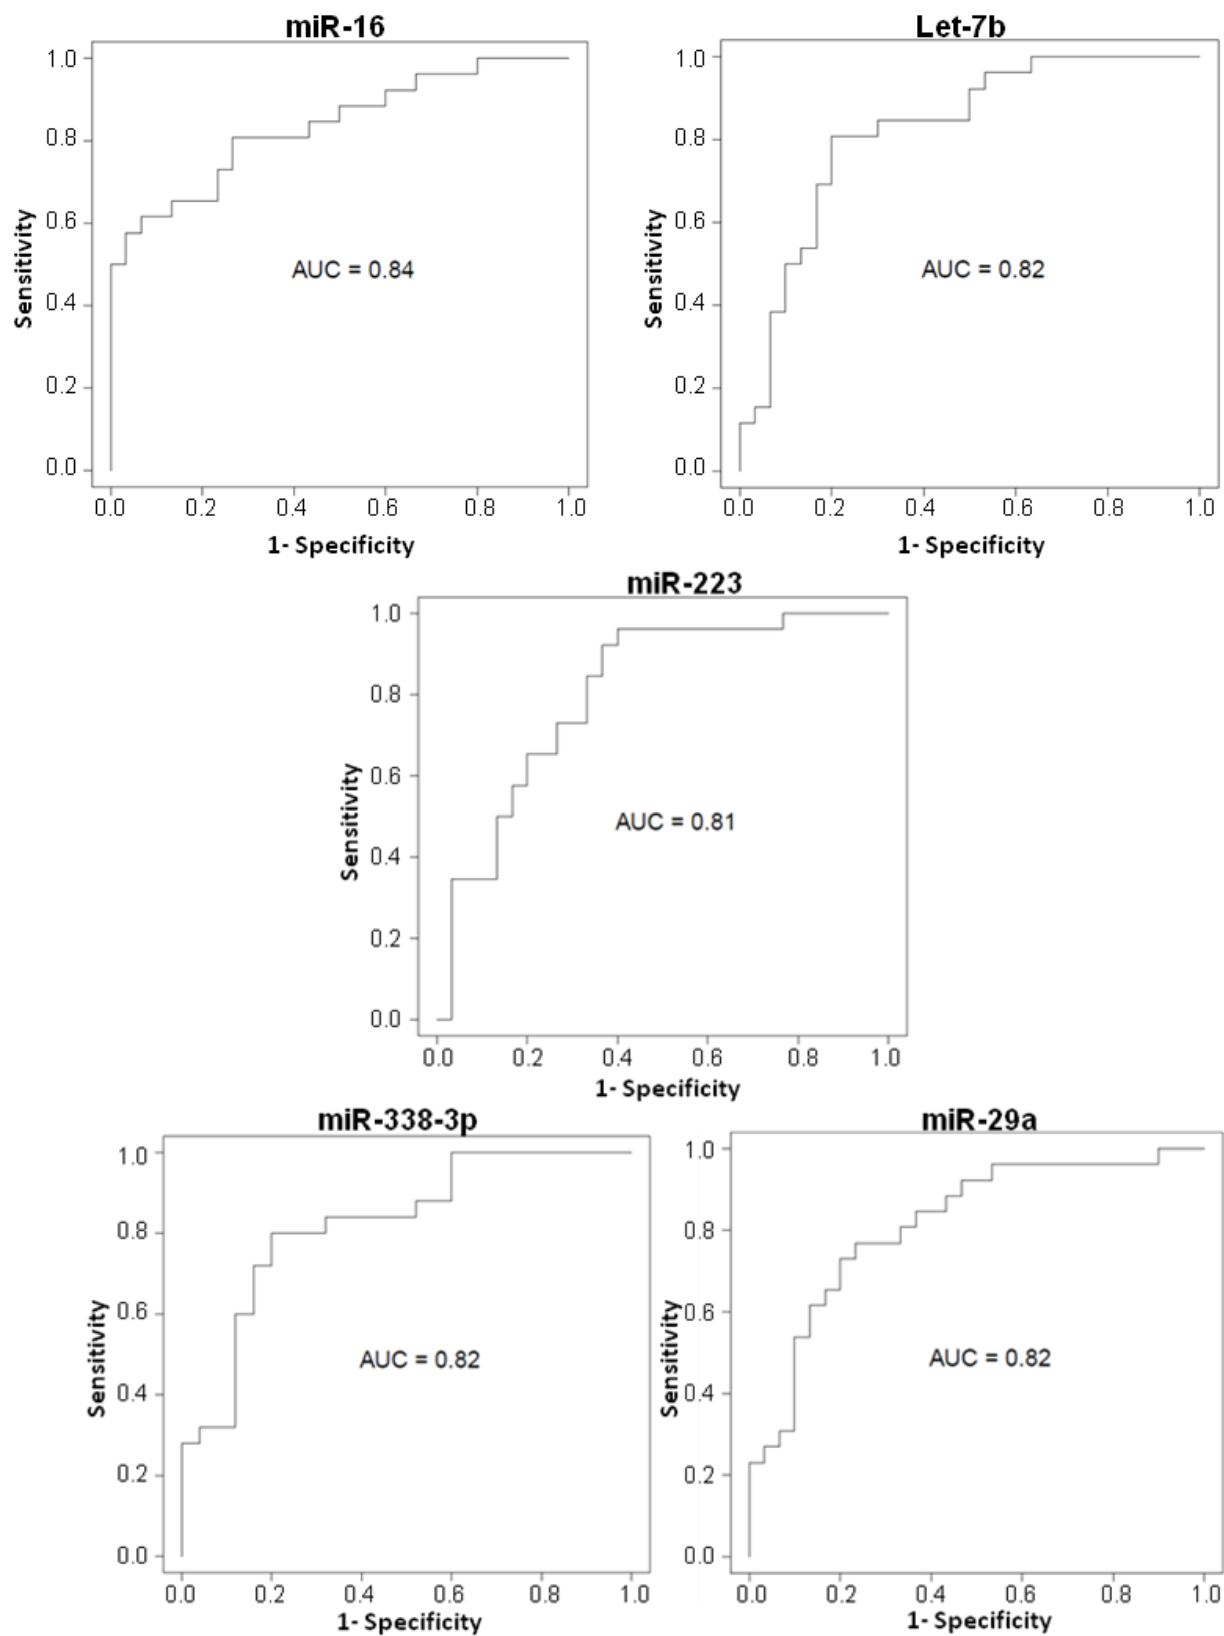 miR-16
1.0
0.8
0.6
0.4
0.2
0.0
Sensitivity
AUC = 0.84
0.0 0.2 0.4 0.6 0.8 1.0
1- Specificity
Let-7b
1.0
0.8
0.6
0.4
0.2
0.0
Sensitivity
AUC = 0.82
0.0 0.2 0.4 0.6 0.8 1.0
1- Specificity
miR-223
1.0
0.8
0.6
0.4
0.2
0.0
Sensitivity
AUC = 0.81
0.0 0.2 0.4 0.6 0.8 1.0
1- Specificity
miR-338-3p
1.0
0.8
0.6
0.4
0.2
0.0
Sensitivity
AUC = 0.82
0.0 0.2 0.4 0.6 0.8 1.0
1- Specificity
miR-29a
1.0
0.8
0.6
0.4
0.2
0.0
Sensitivity
AUC = 0.82
0.0 0.2 0.4 0.6 0.8 1.0
1- Specificity